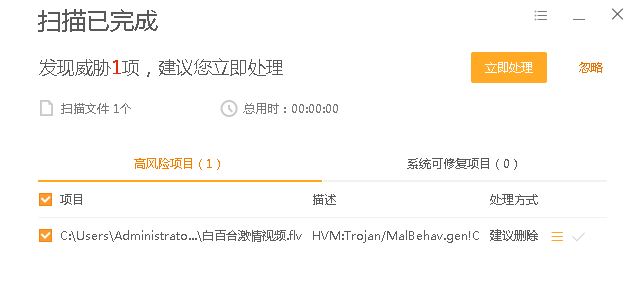 扫描已完成
发现威胁1项，建议您立即处理
立即处理
忽略
扫描文件 1个
总用时：00:00:00
高风险项目（1）
系统可修复项目（0）
项目 描述 处理方式
C:\Users\Administrato...\白百合激情视频.flv HVM:Trojan/MalBehav.gen!C 建议删除